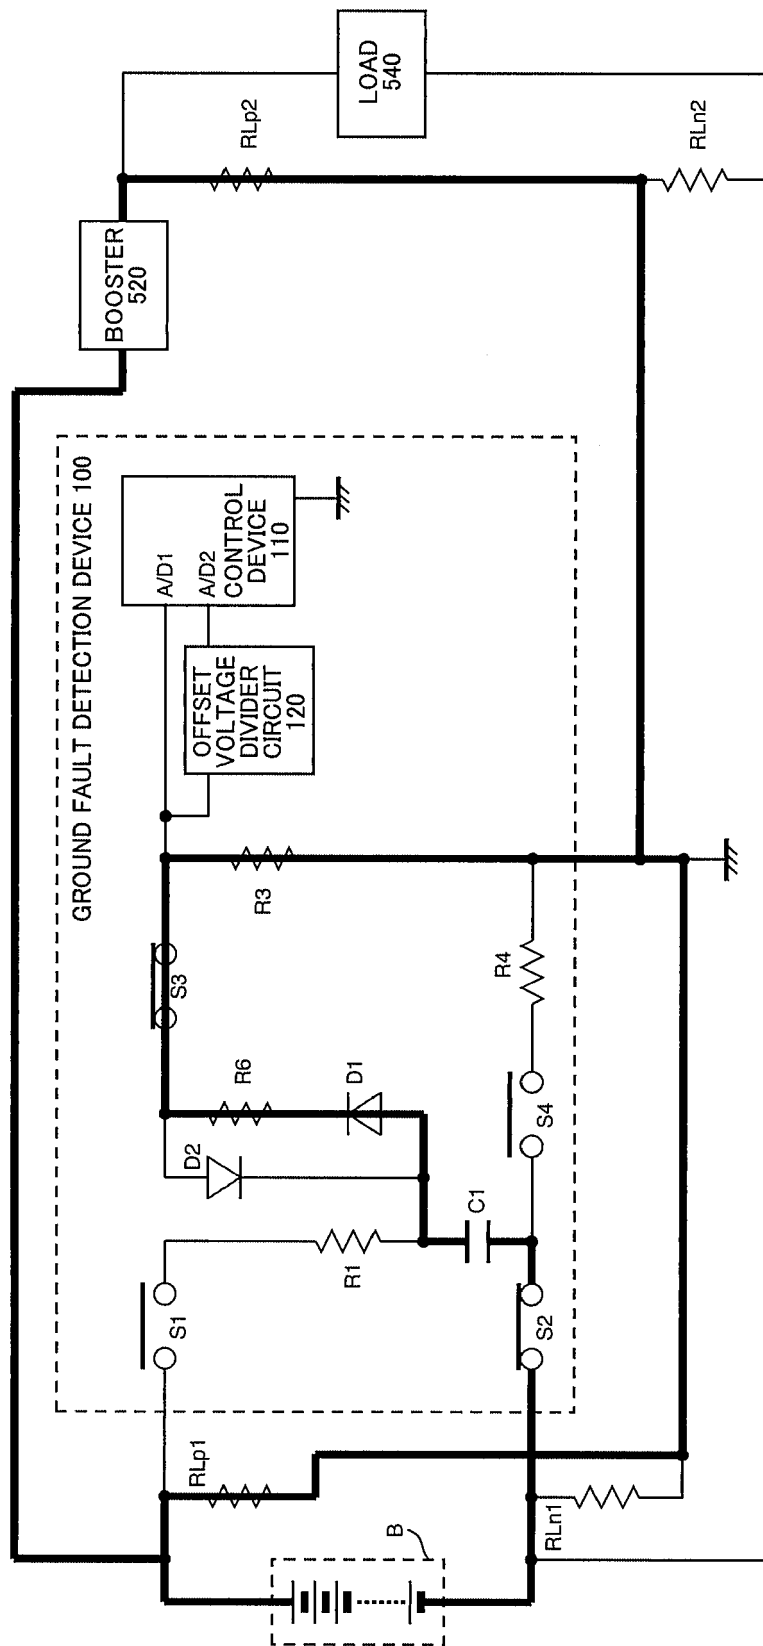 LOAD
540
RLp2
RLn2
BOOSTER
520
GROUND FAULT DETECTION DEVICE 100
A/D1
A/D2
CONTROL
DEVICE
110
OFFSET
VOLTAGE
DIVIDER
CIRCUIT
120
R3
S3
R4
R6
D1
D2
S4
C1
R1
S1
S2
RLp1
RLn1
B